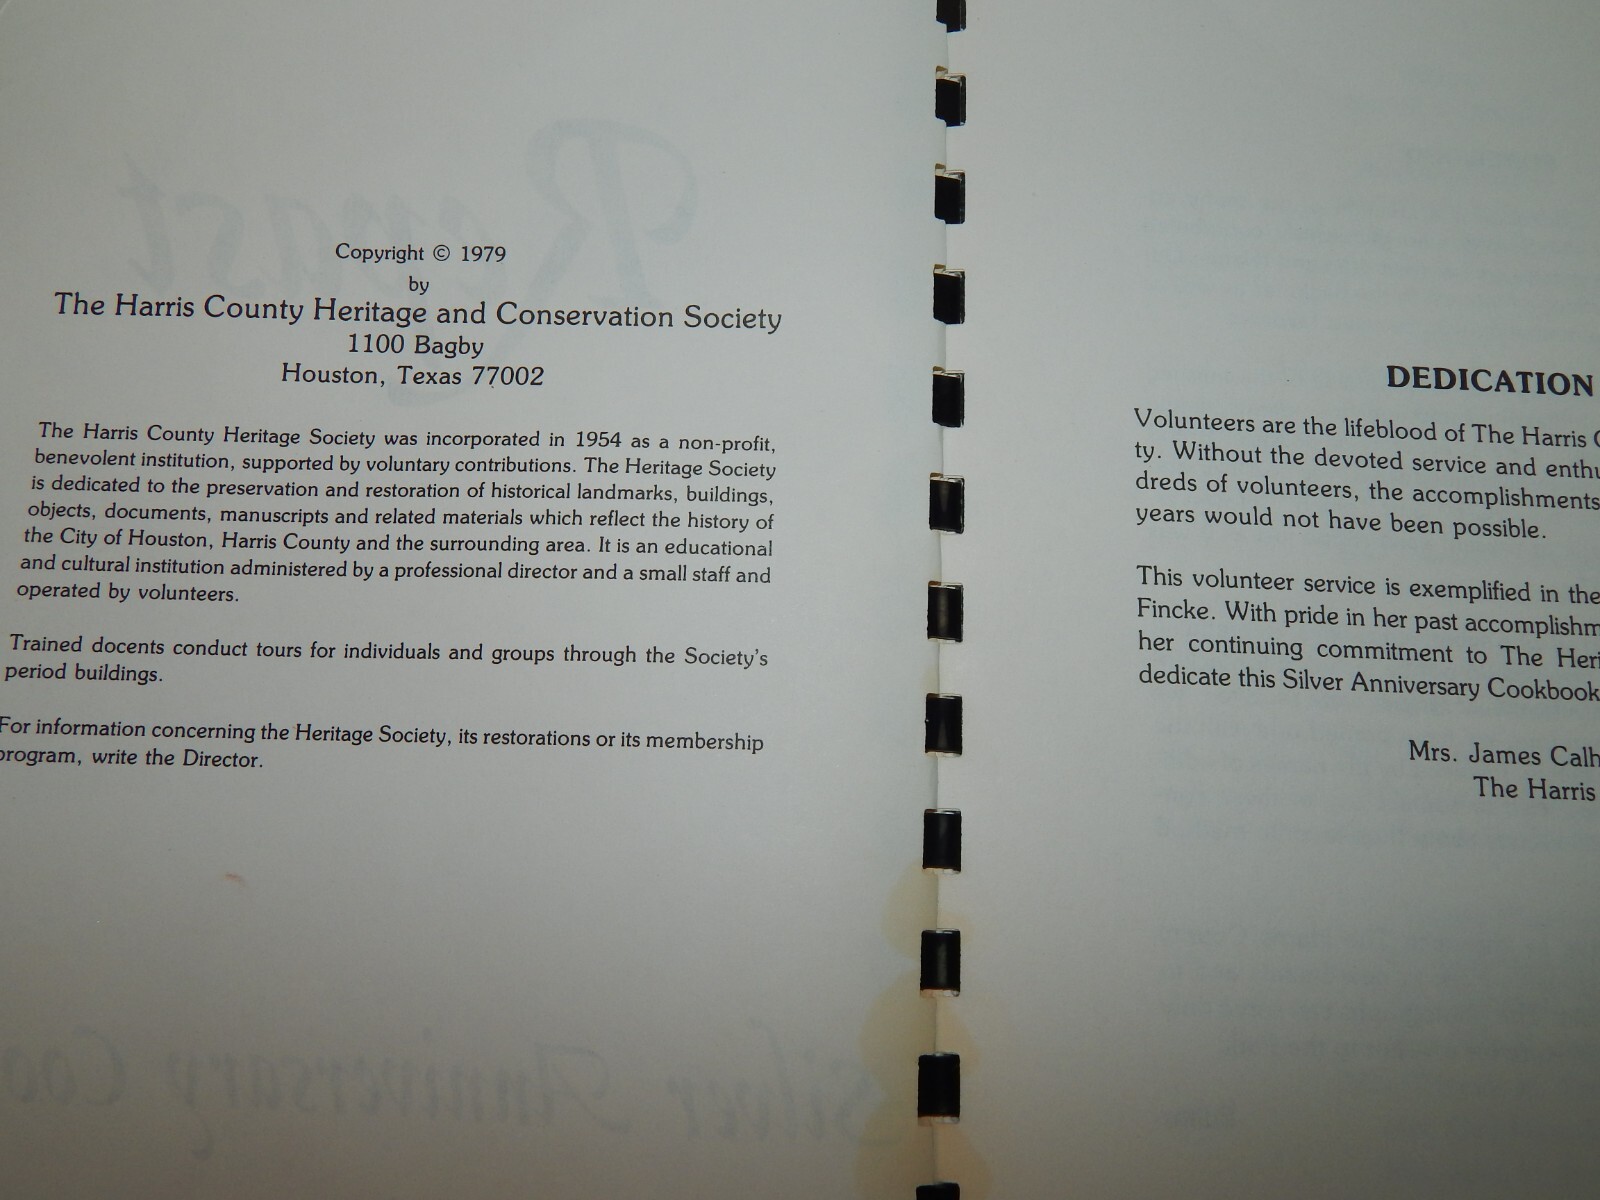 Copyright © 1979
by
The Harris County Heritage and Conservation Society
1100 Bagby
Houston, Texas 77002
The Harris County Heritage Society was incorporated in 1954 as a non-profit,
benevolent institution, supported by voluntary contributions. The Heritage Society
is dedicated to the preservation and restoration of historical landmarks, buildings,
objects, documents, manuscripts and related materials which reflect the history of
the City of Houston, Harris County and the surrounding area. It is an educational
and cultural institution administered by a professional director and a small staff and
operated by volunteers.
Trained docents conduct tours for individuals and groups through the Society's
period buildings.
For information concerning the Heritage Society, its restorations or its membership
program, write the Director.
DEDICATION
Volunteers are the lifeblood of The Harris
ty. Without the devoted service and enthu
dreds of volunteers, the accomplishments
years would not have been possible.
This volunteer service is exemplified in the
Fincke. With pride in her past accomplishm
her continuing commitment to The Heri
dedicate this Silver Anniversary Cookbook
Mrs. James Calh
The Harris
Silver Anniversary Coo